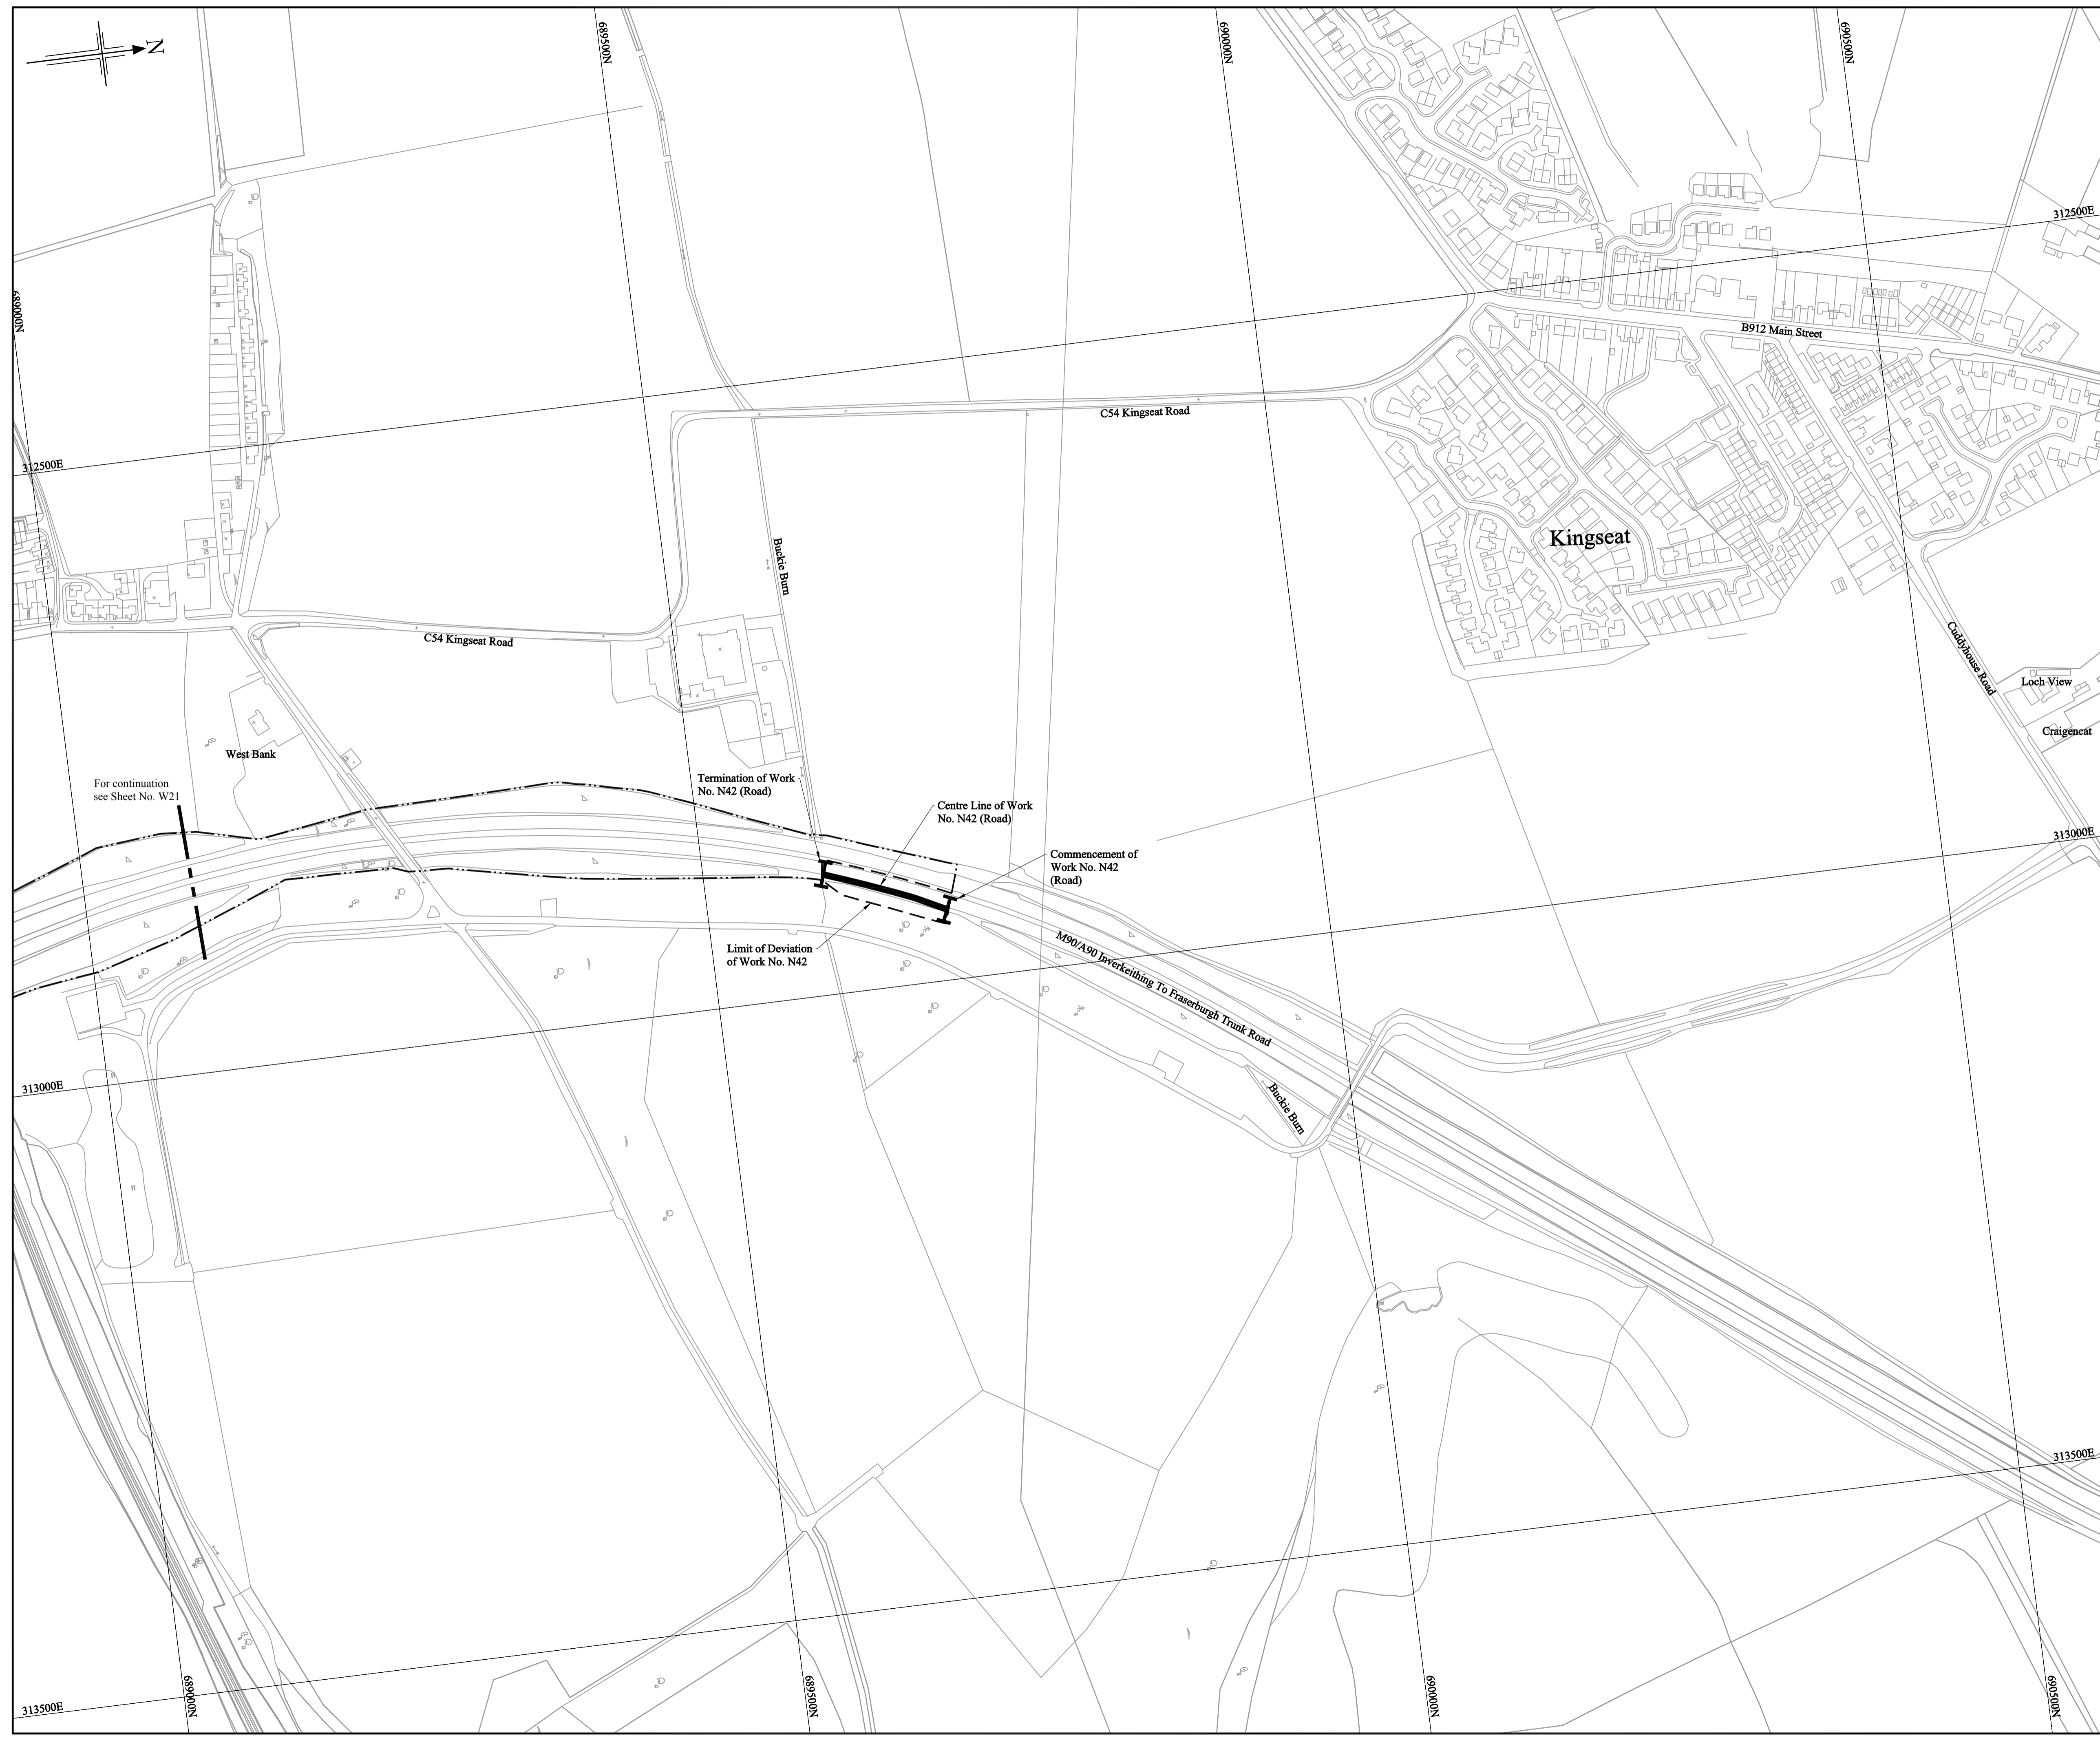 N
689500N
690000N
690500N
312500E
689000N
B912 Main Street
C54 Kingseat Road
312500E
Buckie Burn
Kingseat
C54 Kingseat Road
Cuddyhouse Road
Loch View
Craigencat
West Bank
For continuation
see Sheet No. W21
Termination of Work
No. N42 (Road)
Centre Line of Work
No. N42 (Road)
313000E
Commencement of
Work No. N42
(Road)
Limit of Deviation
of Work No. N42
M90/A90 Inverkeithing To Fraserburgh Trunk Road
313000E
Buckie Burn
313500E
313500E
689000N
689500N
690000N
690500N